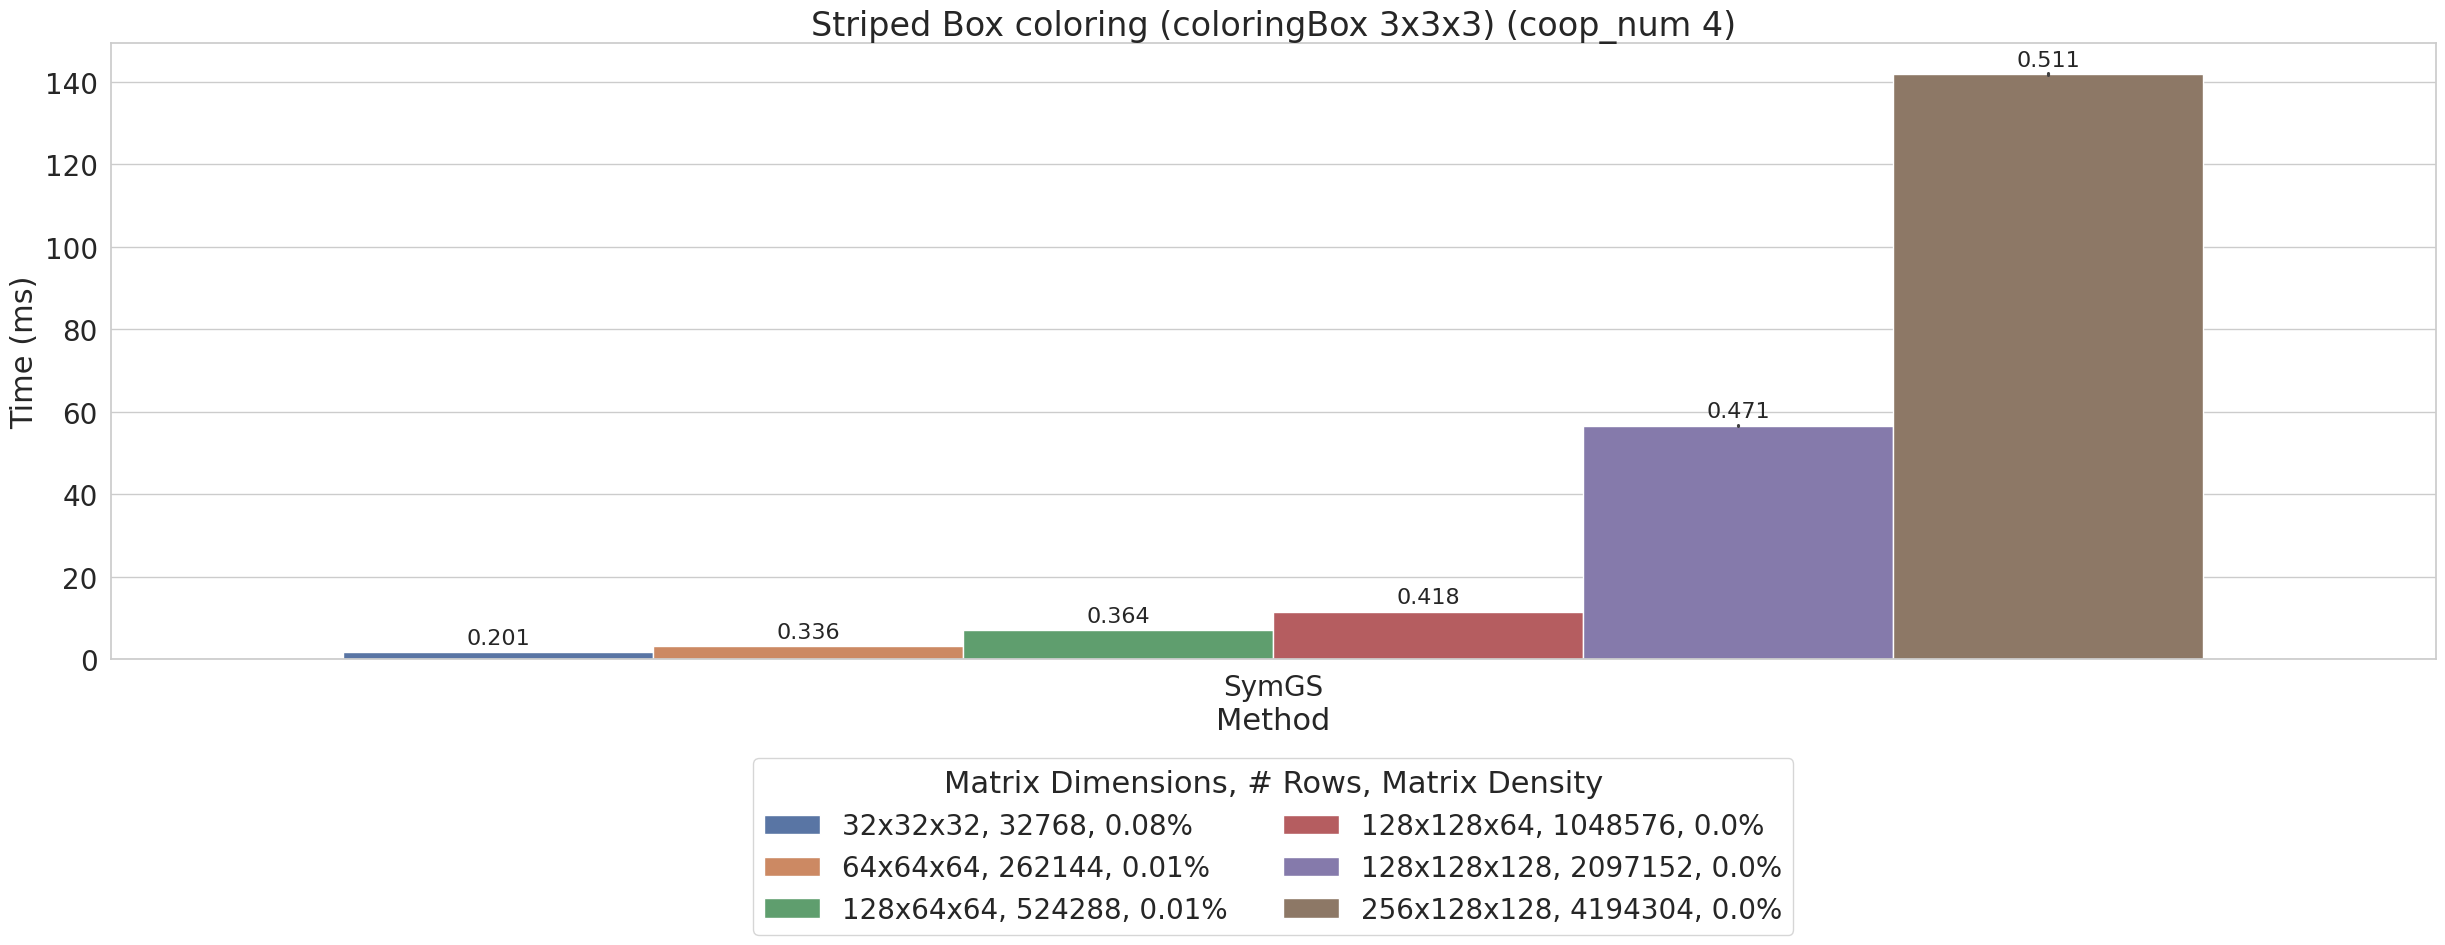 Striped Box coloring (coloringBox 3x3x3) (coop_num 4)
Time (ms)
140
120
100
80
60
40
20
0
0.201
0.336
0.364
0.418
0.471
0.511
SymGS
Method
Matrix Dimensions, # Rows, Matrix Density
32x32x32, 32768, 0.08%
64x64x64, 262144, 0.01%
128x64x64, 524288, 0.01%
128x128x64, 1048576, 0.0%
128x128x128, 2097152, 0.0%
256x128x128, 4194304, 0.0%